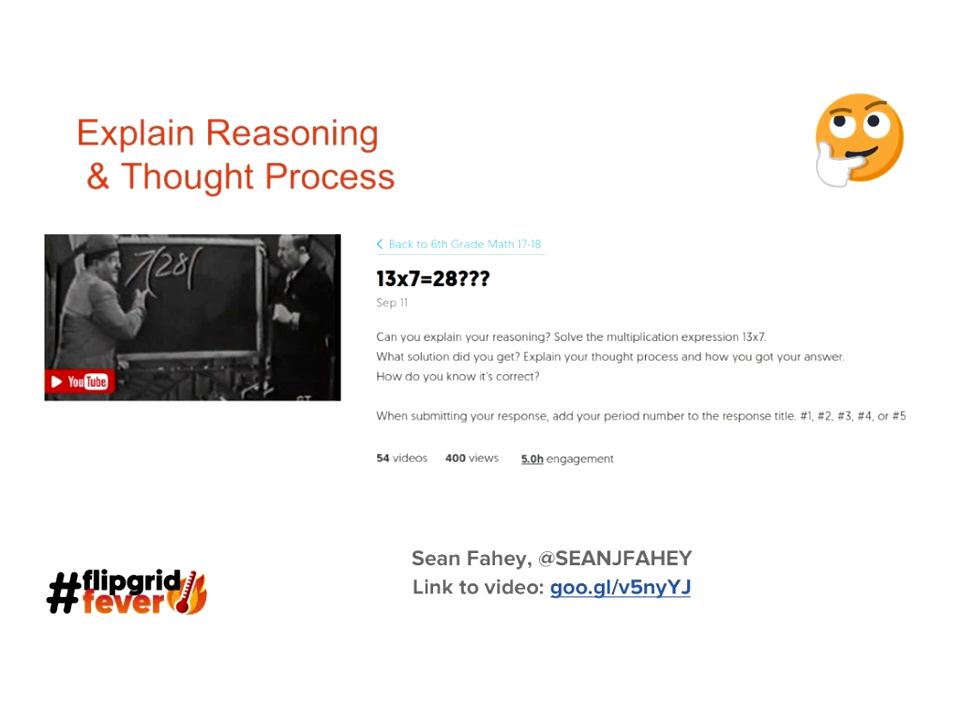 Explain Reasoning
& Thought Process
7(28(
YouTube
Back to 6th Grade Math 17-18
13x7=28???
Sep 11
Can you explain your reasoning? Solve the multiplication expression 13x7.
What solution did you get? Explain your thought process and how you got your answer.
How do you know it's correct?
When submitting your response, add your period number to the response title. #1, #2, #3, #4, or #5
54 videos 400 views 5.0h engagement
Sean Fahey, @SEANJFAHEY
Link to video: goo.gl/v5nyYJ
#flipgrid
fever